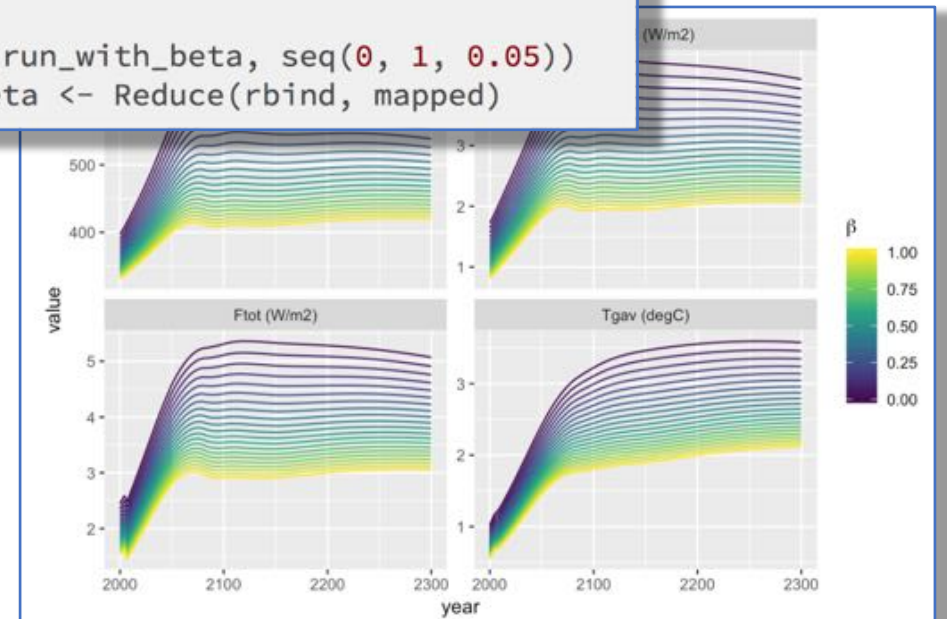 run_with_beta, seq(0, 1, 0.05))
<- Reduce(rbind, mapped)
(W/m2)
500
400
3
2
1
value
Ftot (W/m2)
Tgav (degC)
5
4
3
2
3
2
1
2000 2100 2200 2300
2000 2100 2200 2300
year
β
1.00
0.75
0.50
0.25
0.00